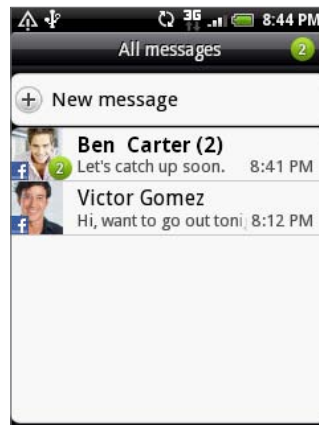 3G 8:44 PM
All messages 2
New message
Ben Carter (2)
2 Let's catch up soon. 8:41 PM
Victor Gomez
Hi, want to go out toni 8:12 PM